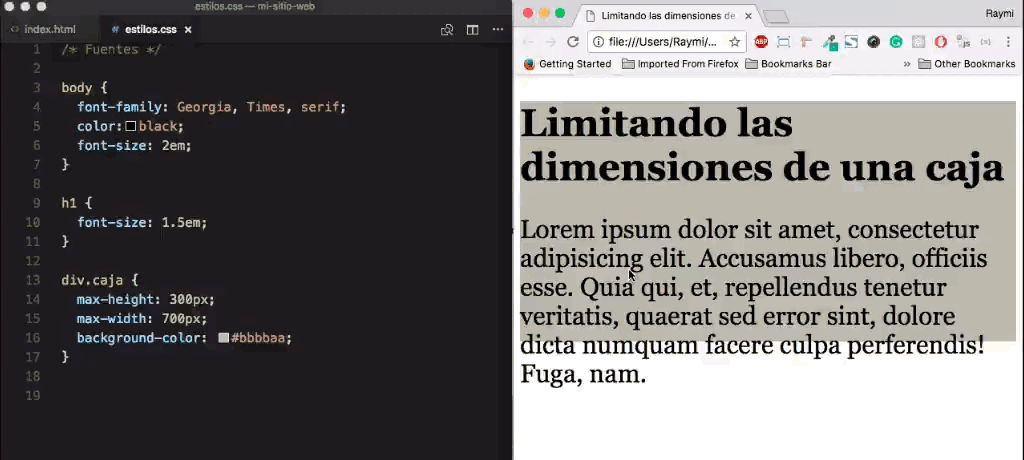 estilos.css — mi-sitio-web
index.html
estilos.css
1 /* Fuentes */
2
3 body {
4 font-family: Georgia, Times, serif;
5 color: black;
6 font-size: 2em;
7 }
8
9 h1 {
10 font-size: 1.5em;
11 }
12
13 div.caja {
14 max-height: 300px;
15 max-width: 700px;
16 background-color: #bbbbaa;
17 }
18
19
Limitando las dimensiones de
Raymi
file:///Users/Raymi/...
ABP
Getting Started
Imported From Firefox
Bookmarks Bar
»
Other Bookmarks
Limitando las
dimensiones de una caja
Lorem ipsum dolor sit amet, consectetur
adipisicing elit. Accusamus libero, officiis
esse. Quia qui, et, repellendus tenetur
veritatis, quaerat sed error sint, dolore
dicta numquam facere culpa perferendis!
Fuga, nam.